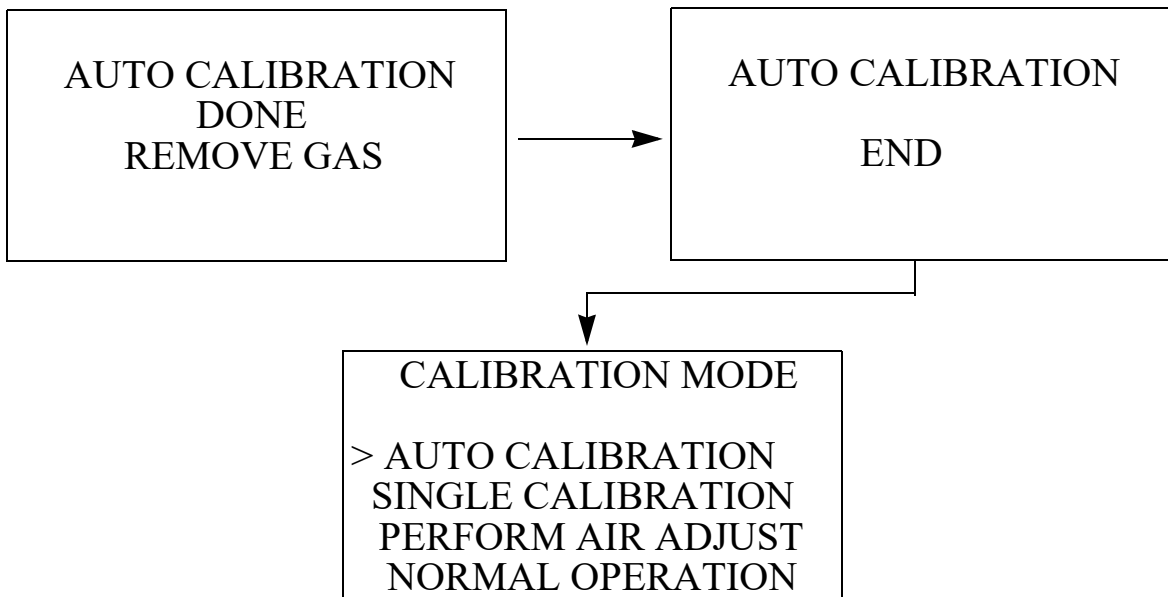 AUTO CALIBRATION
DONE
REMOVE GAS
AUTO CALIBRATION
END
CALIBRATION MODE
> AUTO CALIBRATION
SINGLE CALIBRATION
PERFORM AIR ADJUST
NORMAL OPERATION